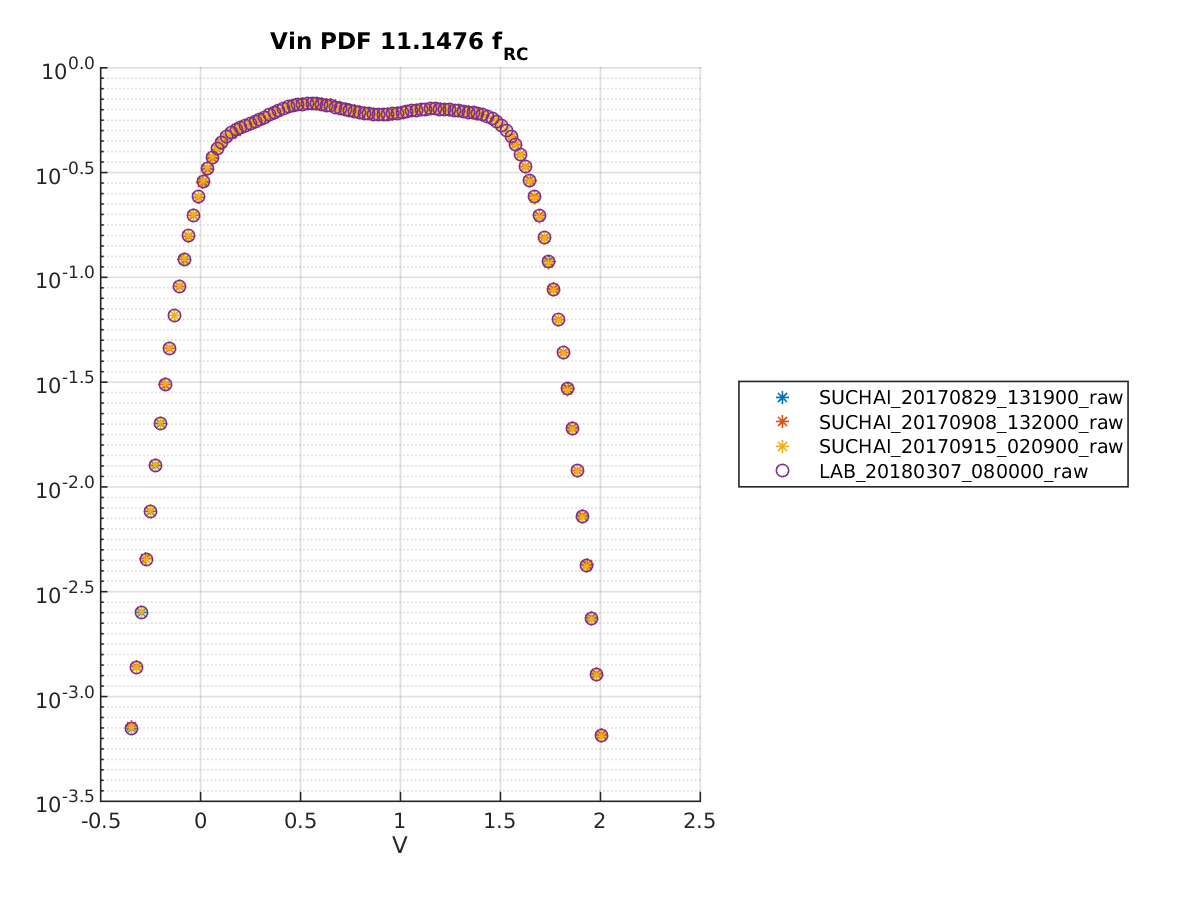 Vin PDF 11.1476 f_RC
10^0.0
10^-0.5
10^-1.0
10^-1.5
10^-2.0
10^-2.5
10^-3.0
10^-3.5
-0.5 0 0.5 1 1.5 2 2.5
V
SUCHAI_20170829_131900_raw
SUCHAI_20170908_132000_raw
SUCHAI_20170915_020900_raw
LAB_20180307_080000_raw